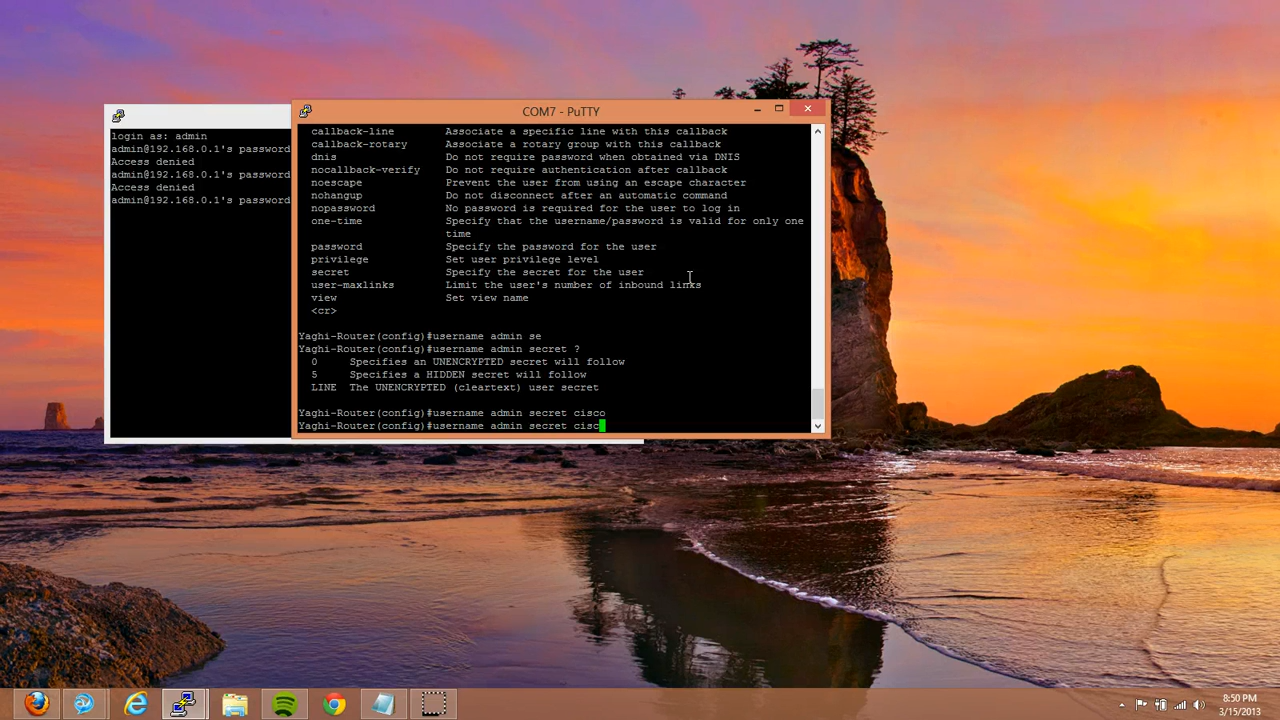 login as: admin
admin@192.168.0.1's password
Access denied
admin@192.168.0.1's password
Access denied
admin@192.168.0.1's password
COM7 - PuTTY
callback-line Associate a specific line with this callback
callback-rotary Associate a rotary group with this callback
dnis Do not require password when obtained via DNIS
nocallback-verify Do not require authentication after callback
noescape Prevent the user from using an escape character
nohangup Do not disconnect after an automatic command
nopassword No password is required for the user to log in
one-time Specify that the username/password is valid for only one
time
password Specify the password for the user
privilege Set user privilege level
secret Specify the secret for the user
user-maxlinks Limit the user's number of inbound links
view Set view name
<cr>
Yaghi-Router(config)#username admin se
Yaghi-Router(config)#username admin secret ?
0 Specifies an UNENCRYPTED secret will follow
5 Specifies a HIDDEN secret will follow
LINE The UNENCRYPTED (cleartext) user secret
Yaghi-Router(config)#username admin secret cisco
Yaghi-Router(config)#username admin secret cisc
8:50 PM
3/15/2013